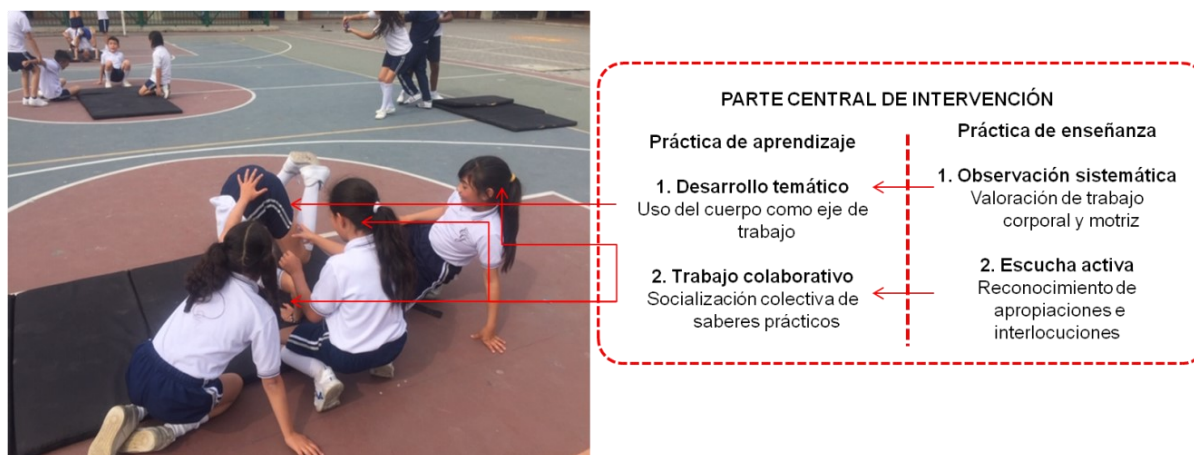 PARTE CENTRAL DE INTERVENCIÓN
Práctica de aprendizaje
1. Desarrollo temático
Uso del cuerpo como eje de
trabajo
2. Trabajo colaborativo
Socialización colectiva de
saberes prácticos
Práctica de enseñanza
1. Observación sistemática
Valoración de trabajo
corporal y motriz
2. Escucha activa
Reconocimiento de
apropiaciones e
interlocuciones